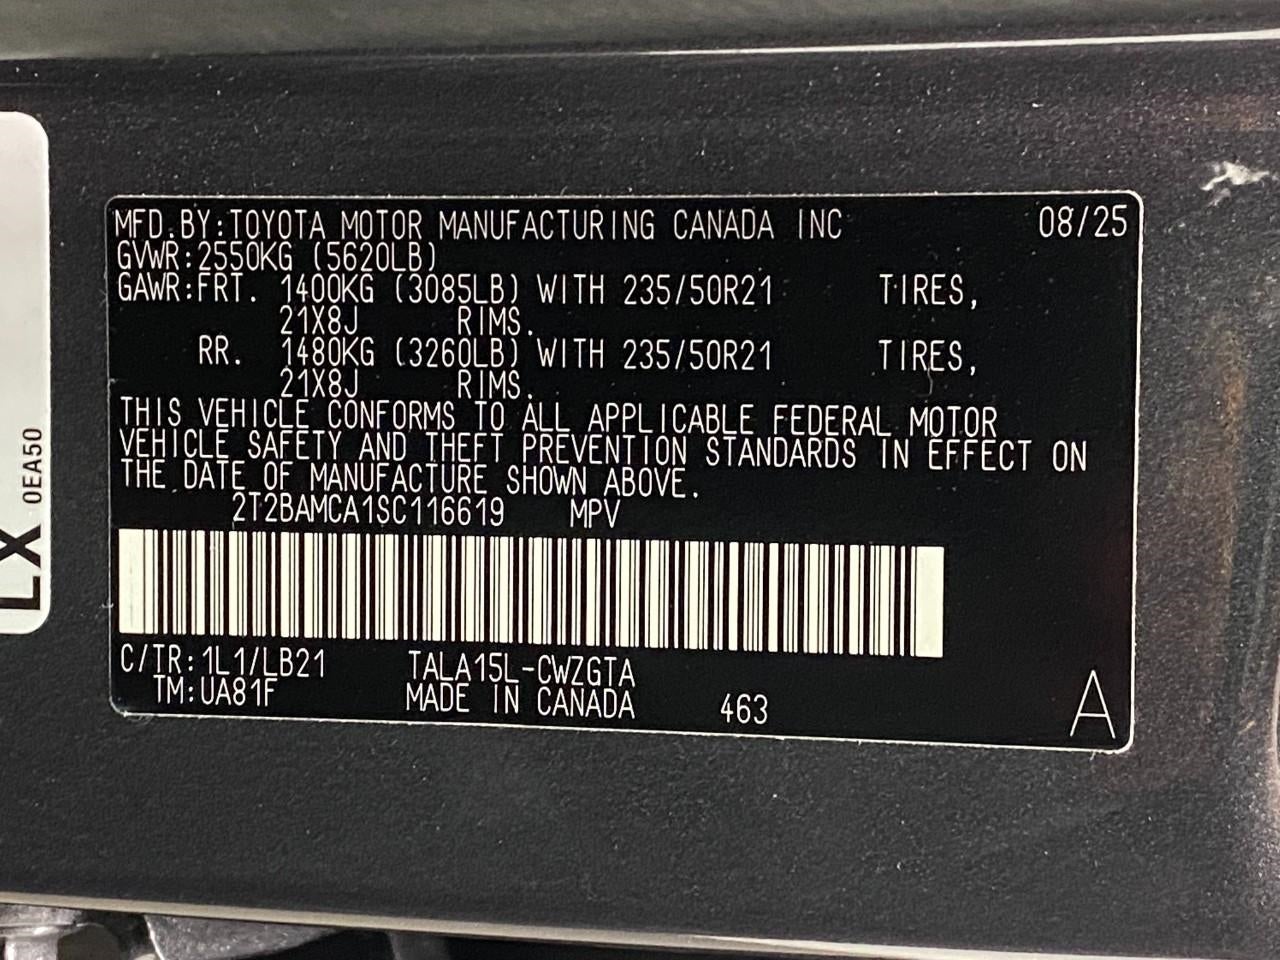 MFD.BY:TOYOTA MOTOR MANUFACTURING CANADA INC 08/25
GVWR:2550KG (5620LB)
GAWR:FRT. 1400KG (3085LB) WITH 235/50R21 TIRES,
21X8J RIMS.
RR. 1480KG (3260LB) WITH 235/50R21 TIRES,
21X8J RIMS.
THIS VEHICLE CONFORMS TO ALL APPLICABLE FEDERAL MOTOR
VEHICLE SAFETY AND THEFT PREVENTION STANDARDS IN EFFECT ON
THE DATE OF MANUFACTURE SHOWN ABOVE.
2T2BAMCA1SC116619 MPV
C/TR:1L1/LB21 TALA15L-CWZGTA
TM:UA81F MADE IN CANADA 463
A
LX 0EA50